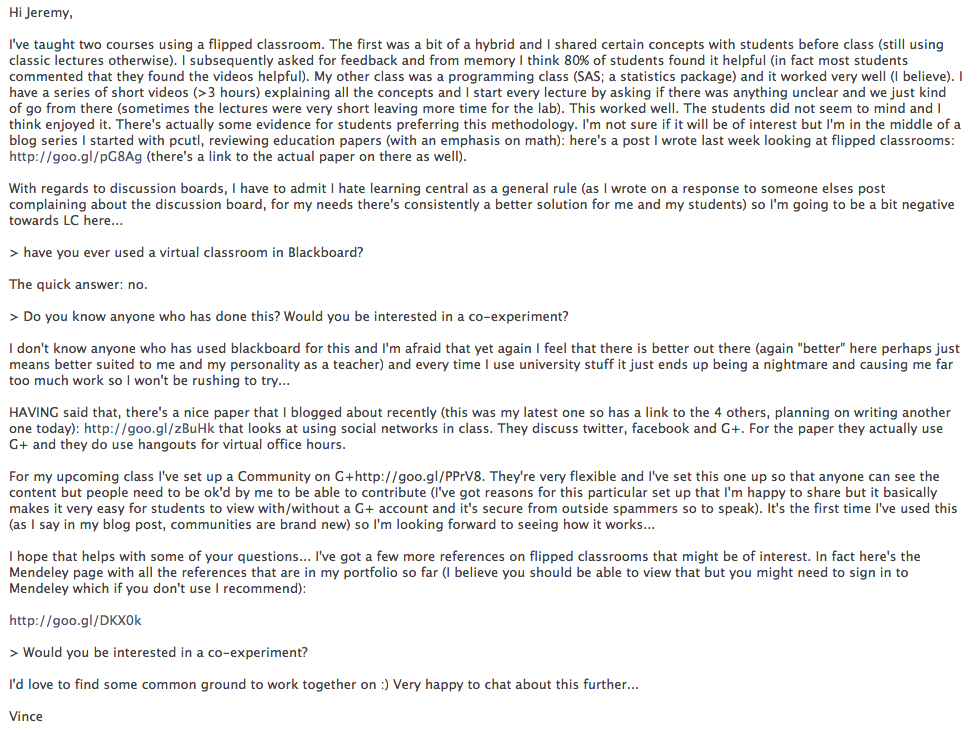 Hi Jeremy,
I've taught two courses using a flipped classroom. The first was a bit of a hybrid and I shared certain concepts with students before class (still using
classic lectures otherwise). I subsequently asked for feedback and from memory I think 80% of students found it helpful (in fact most students
commented that they found the videos helpful). My other class was a programming class (SAS; a statistics package) and it worked very well (I believe). I
have a series of short videos (>3 hours) explaining all the concepts and I start every lecture by asking if there was anything unclear and we just kind
of go from there (sometimes the lectures were very short leaving more time for the lab). This worked well. The students did not seem to mind and I
think enjoyed it. There's actually some evidence for students preferring this methodology. I'm not sure if it will be of interest but I'm in the middle of a
blog series I started with pcutl, reviewing education papers (with an emphasis on math): here's a post I wrote last week looking at flipped classrooms:
http://goo.gl/pG8Ag (there's a link to the actual paper on there as well).
With regards to discussion boards, I have to admit I hate learning central as a general rule (as I wrote on a response to someone elses post
complaining about the discussion board, for my needs there's consistently a better solution for me and my students) so I'm going to be a bit negative
towards LC here...
> have you ever used a virtual classroom in Blackboard?
The quick answer: no.
> Do you know anyone who has done this? Would you be interested in a co-experiment?
I don't know anyone who has used blackboard for this and I'm afraid that yet again I feel that there is better out there (again "better" here perhaps just
means better suited to me and my personality as a teacher) and every time I use university stuff it just ends up being a nightmare and causing me far
too much work so I won't be rushing to try...
HAVING said that, there's a nice paper that I blogged about recently (this was my latest one so has a link to the 4 others, planning on writing another
one today): http://goo.gl/zBuHk that looks at using social networks in class. They discuss twitter, facebook and G+. For the paper they actually use
G+ and they do use hangouts for virtual office hours.
For my upcoming class I've set up a Community on G+http://goo.gl/PPrV8. They're very flexible and I've set this one up so that anyone can see the
content but people need to be ok'd by me to be able to contribute (I've got reasons for this particular set up that I'm happy to share but it basically
makes it very easy for students to view with/without a G+ account and it's secure from outside spammers so to speak). It's the first time I've used this
(as I say in my blog post, communities are brand new) so I'm looking forward to seeing how it works...
I hope that helps with some of your questions... I've got a few more references on flipped classrooms that might be of interest. In fact here's the
Mendeley page with all the references that are in my portfolio so far (I believe you should be able to view that but you might need to sign in to
Mendeley which if you don't use I recommend):
http://goo.gl/DKX0k
> Would you be interested in a co-experiment?
I'd love to find some common ground to work together on :) Very happy to chat about this further...
Vince